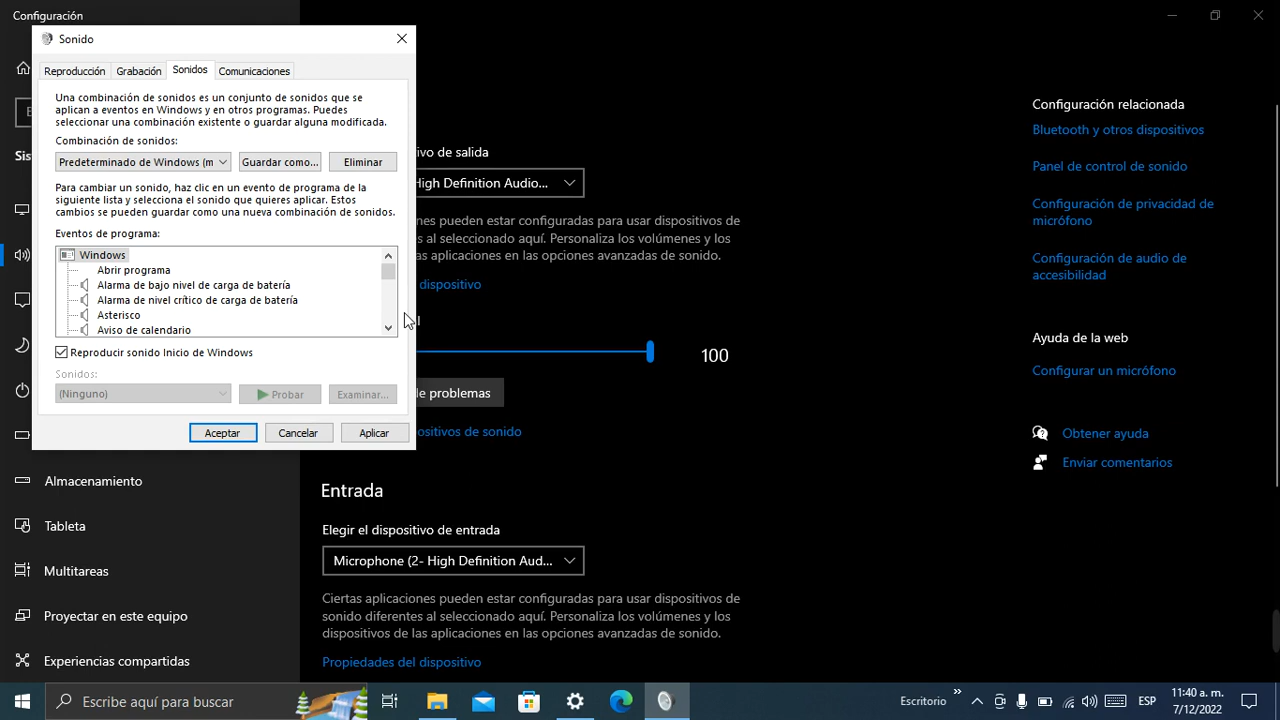 Configuración
Sonido
Reproducción
Grabación
Sonidos
Comunicaciones
Una combinación de sonidos es un conjunto de sonidos que se
aplican a eventos en Windows y en otros programas. Puedes
seleccionar una combinación existente o guardar alguna modificada.
Combinación de sonidos:
Predeterminado de Windows (m
Guardar como...
Eliminar
Para cambiar un sonido, haz clic en un evento de programa de la
siguiente lista y selecciona el sonido que quieres aplicar. Estos
cambios se pueden guardar como una nueva combinación de sonidos.
Eventos de programa:
Windows
Abrir programa
Alarma de bajo nivel de carga de batería
Alarma de nivel crítico de carga de batería
Asterisco
Aviso de calendario
Reproducir sonido Inicio de Windows
Sonidos:
(Ninguno)
Probar
Examinar...
Aceptar
Cancelar
Aplicar
Sis
Almacenamiento
Tableta
Multitareas
Proyectar en este equipo
Experiencias compartidas
ivo de salida
High Definition Audio...
nes pueden estar configuradas para usar dispositivos de
s al seleccionado aquí. Personaliza los volúmenes y los
as aplicaciones en las opciones avanzadas de sonido.
dispositivo
l
100
de problemas
ositivos de sonido
Entrada
Elegir el dispositivo de entrada
Microphone (2- High Definition Aud...
Ciertas aplicaciones pueden estar configuradas para usar dispositivos de
sonido diferentes al seleccionado aquí. Personaliza los volúmenes y los
dispositivos de las aplicaciones en las opciones avanzadas de sonido.
Propiedades del dispositivo
Configuración relacionada
Bluetooth y otros dispositivos
Panel de control de sonido
Configuración de privacidad de
micrófono
Configuración de audio de
accesibilidad
Ayuda de la web
Configurar un micrófono
Obtener ayuda
Enviar comentarios
Escribe aquí para buscar
Escritorio
ESP
11:40 a. m.
7/12/2022